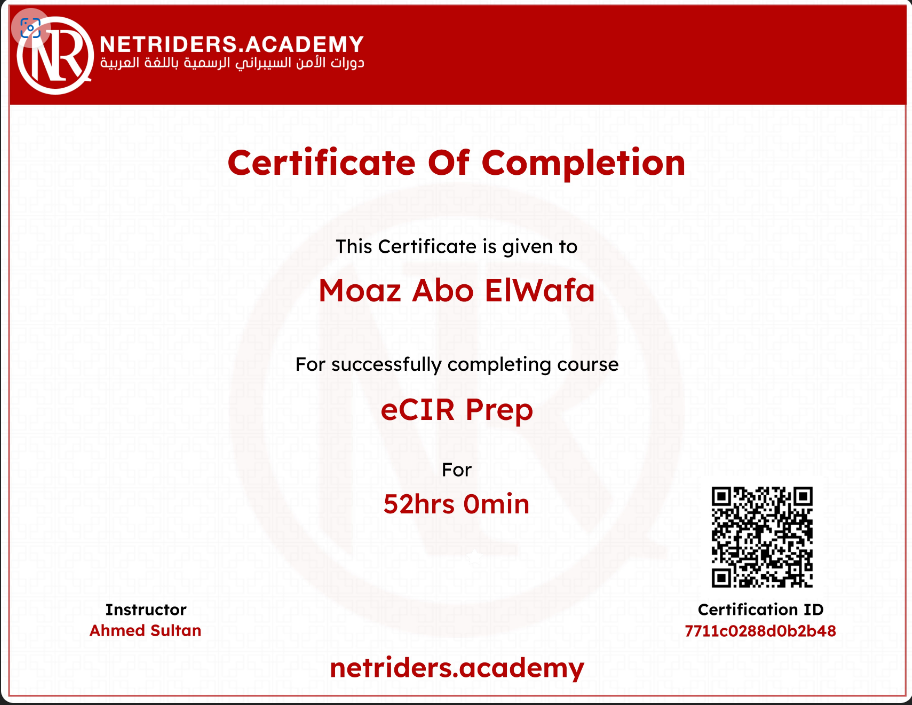 NETRIDERS.ACADEMY
دورات الأمن السيبراني الرسمية باللغة العربية
Certificate Of Completion
This Certificate is given to
Moaz Abo ElWafa
For successfully completing course
eCIR Prep
For
52hrs 0min
Instructor
Ahmed Sultan
Certification ID
7711c0288d0b2b48
netriders.academy